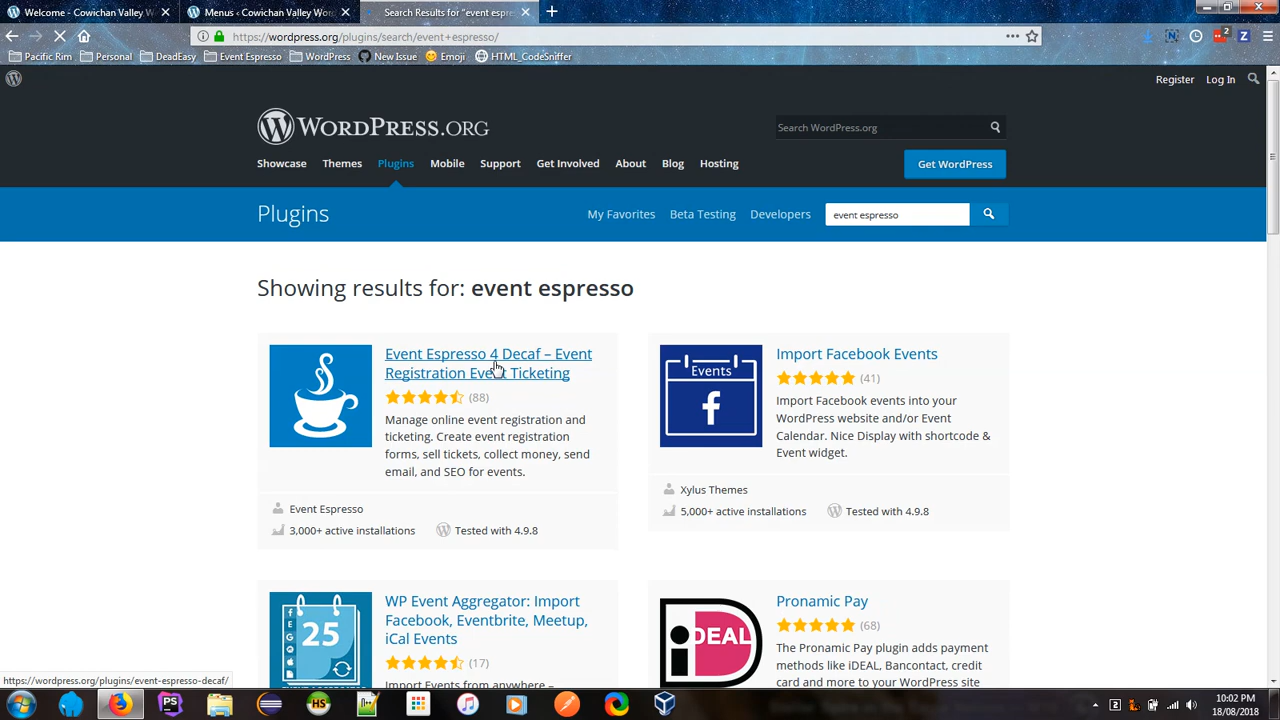 Welcome - Cowichan Valley W
Menus ‹ Cowichan Valley Wor
Search Results for "event espre
https://wordpress.org/plugins/search/event+espresso/
2
Pacific Rim
Personal
DeadEasy
Event Espresso
WordPress
New Issue
Emoji
HTML_CodeSniffer
Register
Log In
WORDPRESS.ORG
Search WordPress.org
Showcase
Themes
Plugins
Mobile
Support
Get Involved
About
Blog
Hosting
Get WordPress
Plugins
My Favorites
Beta Testing
Developers
event espresso
Showing results for: event espresso
Event Espresso 4 Decaf – Event
Registration Event Ticketing
(88)
Manage online event registration and
ticketing. Create event registration
forms, sell tickets, collect money, send
email, and SEO for events.
Event Espresso
3,000+ active installations
Tested with 4.9.8
Events
Import Facebook Events
(41)
Import Facebook events into your
WordPress website and/or Event
Calendar. Nice Display with shortcode &
Event widget.
Xylus Themes
5,000+ active installations
Tested with 4.9.8
25
WP Event Aggregator: Import
Facebook, Eventbrite, Meetup,
iCal Events
(17)
Import Events from anywhere –
iDEAL
Pronamic Pay
(68)
The Pronamic Pay plugin adds payment
methods like iDEAL, Bancontact, credit
card and more to your WordPress site
https://wordpress.org/plugins/event-espresso-decaf/
PS
HS
10:02 PM
18/08/2018